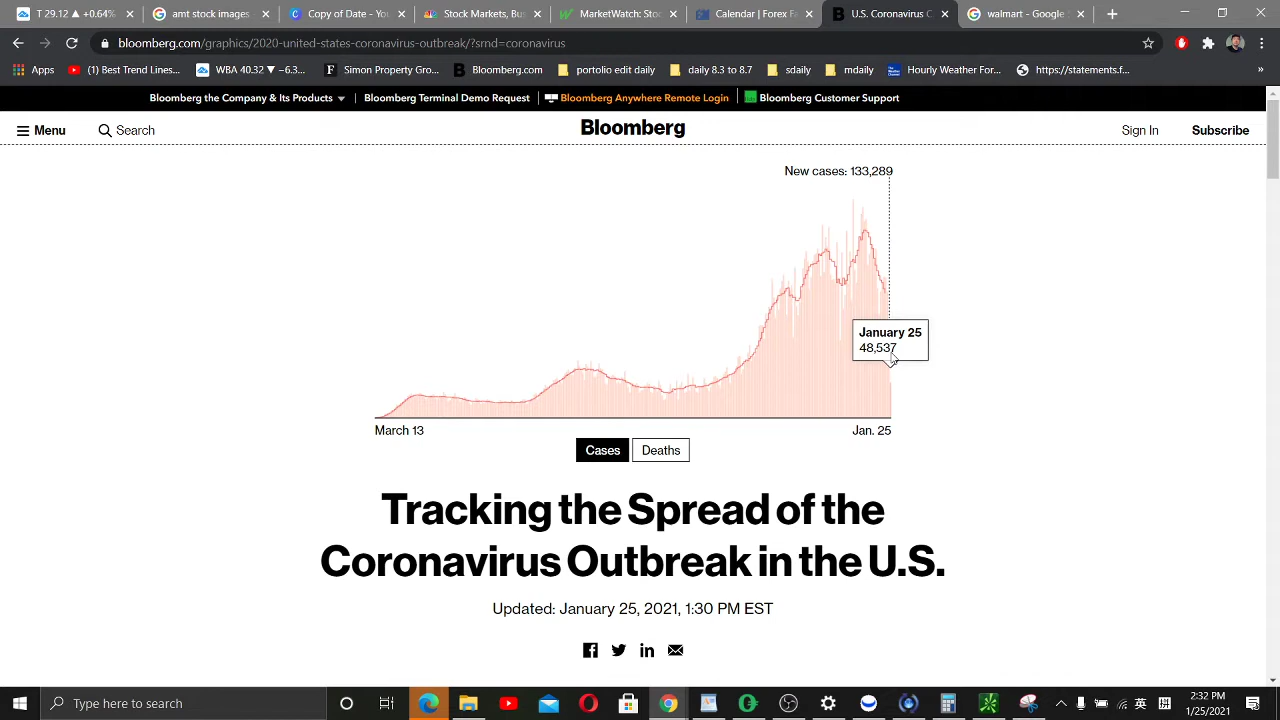 T 29.12 ▲ +0.64%
amt stock images
Copy of Date - Yo
Stock Markets, Bus
MarketWatch: Stoc
Calendar | Forex Fa
U.S. Coronavirus C
walmart - Google
bloomberg.com/graphics/2020-united-states-coronavirus-outbreak/?srnd=coronavirus
Apps
(1) Best Trend Lines...
WBA 40.32 ▼ −6.3...
Simon Property Gro...
Bloomberg.com
portolio edit daily
daily 8.3 - 8.7
sdaily
mdaily
Hourly Weather For...
https://statements.f...
»
Bloomberg the Company & Its Products ▼
Bloomberg Terminal Demo Request
Bloomberg Anywhere Remote Login
Bloomberg Customer Support
Menu
Search
Bloomberg
Sign In
Subscribe
New cases: 133,289
January 25
48,537
March 13
Jan. 25
Cases
Deaths
Tracking the Spread of the
Coronavirus Outbreak in the U.S.
Updated: January 25, 2021, 1:30 PM EST
Type here to search
英
拼
2:32 PM
1/25/2021